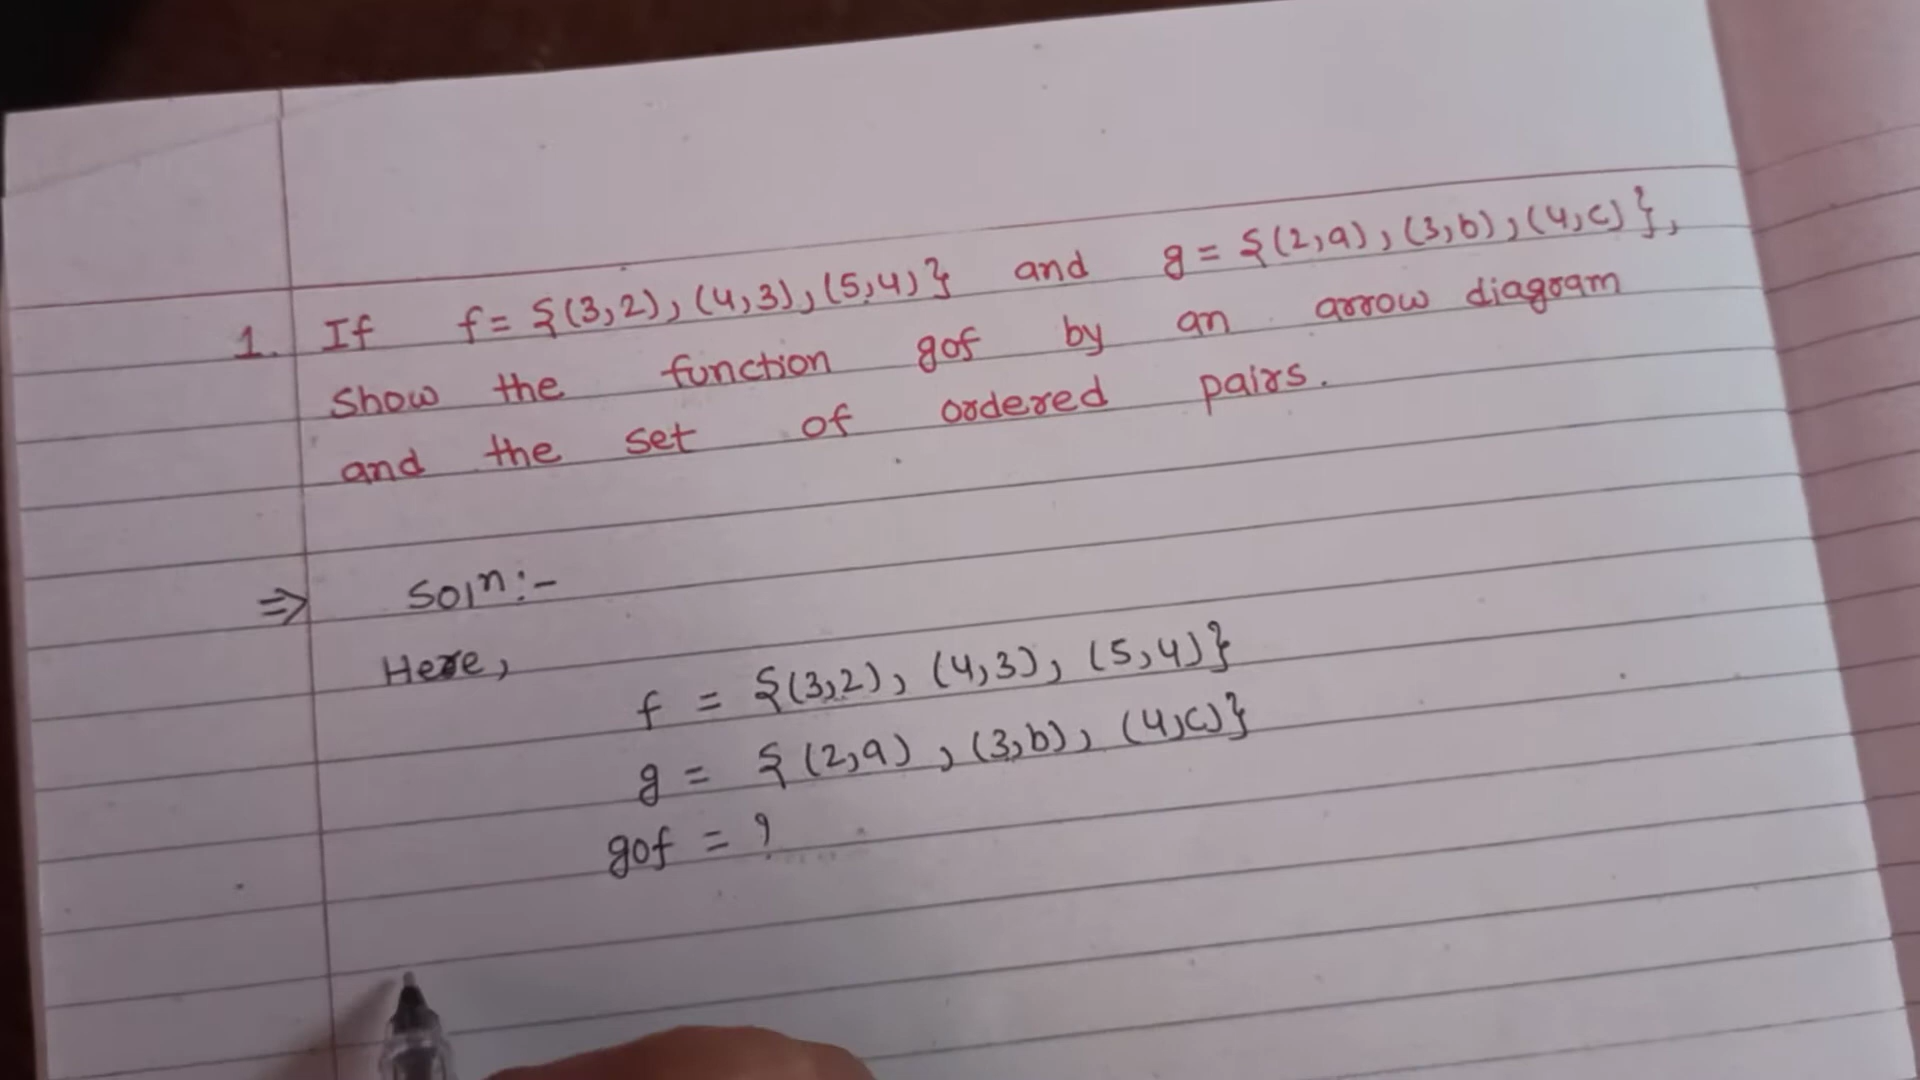 1. If f = {(3,2), (4,3), (5,4)} and g = {(2,a), (3,b), (4,c)},
show the function gof by an arrow diagram
and the set of ordered pairs.
⇒ Soln:-
Here,
f = {(3,2), (4,3), (5,4)}
g = {(2,a), (3,b), (4,c)}
gof = ?